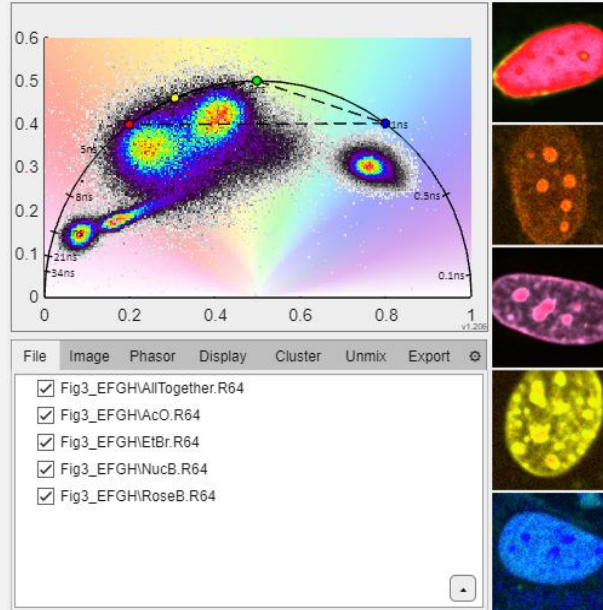 0.6
0.5
0.4
0.3
0.2
0.1
0
1ns
5ns
8ns
21ns
34ns
0.5ns
0.1ns
0 0.2 0.4 0.6 0.8 1
v1.206
File Image Phasor Display Cluster Unmix Export
Fig3_EFGH\AllTogether.R64
Fig3_EFGH\AcO.R64
Fig3_EFGH\EtBr.R64
Fig3_EFGH\NucB.R64
Fig3_EFGH\RoseB.R64